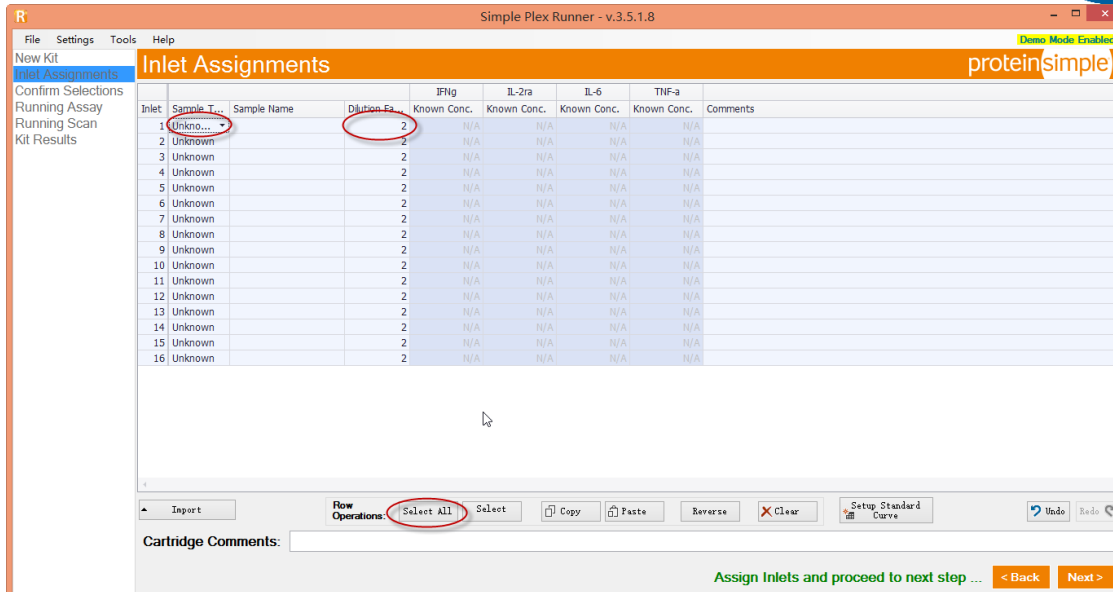 Simple Plex Runner - v.3.5.1.8
File Settings Tools Help Demo Mode Enabled
New Kit
Inlet Assignments
Confirm Selections
Running Assay
Running Scan
Kit Results
Inlet Assignments
proteinsimple
IFNg IL-2ra IL-6 TNF-a
Inlet Sample T... Sample Name Dilution Fa... Known Conc. Known Conc. Known Conc. Known Conc. Comments
1 Unkno... 2 N/A N/A N/A N/A
2 Unknown 2 N/A N/A N/A N/A
3 Unknown 2 N/A N/A N/A N/A
4 Unknown 2 N/A N/A N/A N/A
5 Unknown 2 N/A N/A N/A N/A
6 Unknown 2 N/A N/A N/A N/A
7 Unknown 2 N/A N/A N/A N/A
8 Unknown 2 N/A N/A N/A N/A
9 Unknown 2 N/A N/A N/A N/A
10 Unknown 2 N/A N/A N/A N/A
11 Unknown 2 N/A N/A N/A N/A
12 Unknown 2 N/A N/A N/A N/A
13 Unknown 2 N/A N/A N/A N/A
14 Unknown 2 N/A N/A N/A N/A
15 Unknown 2 N/A N/A N/A N/A
16 Unknown 2 N/A N/A N/A N/A
Import
Row
Operations:
Select All Select Copy Paste Reverse Clear
Setup Standard
Curve
Undo Redo
Cartridge Comments:
Assign Inlets and proceed to next step ... < Back Next >